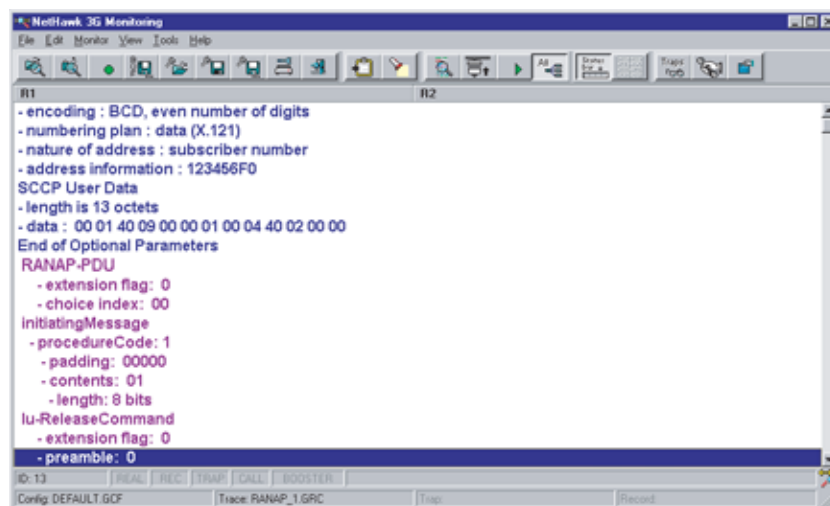 NetHawk 3G Monitoring
File Edit Monitor View Tools Help
All
Traps
R1 R2
- encoding : BCD, even number of digits
- numbering plan : data (X.121)
- nature of address : subscriber number
- address information : 123456F0
SCCP User Data
- length is 13 octets
- data : 00 01 40 09 00 00 01 00 04 40 02 00 00
End of Optional Parameters
RANAP-PDU
- extension flag: 0
- choice index: 00
initiatingMessage
- procedureCode: 1
- padding: 00000
- contents: 01
- length: 8 bits
Iu-ReleaseCommand
- extension flag: 0
- preamble: 0
ID: 13 REAL REC TRAP CALL BOOSTER
Config: DEFAULT.GCF Trace: RANAP_1.GRC Trap: Record: